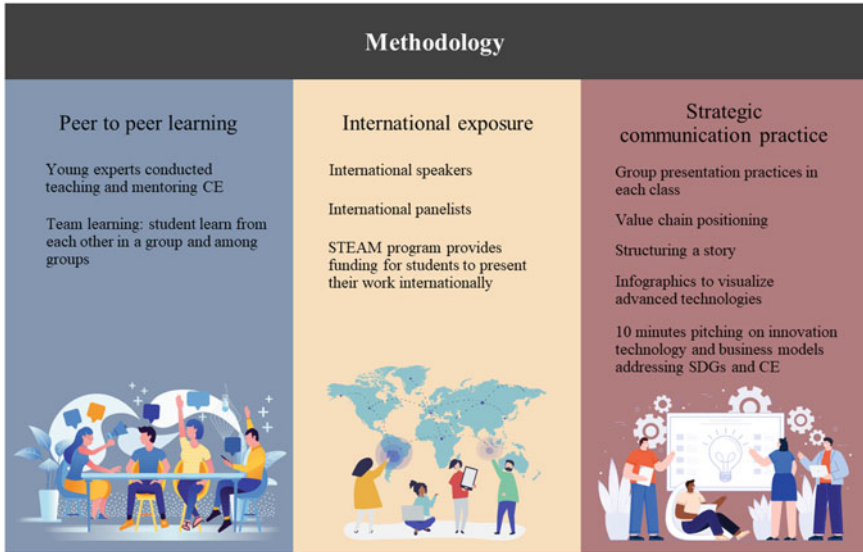 Methodology
Peer to peer learning
Young experts conducted
teaching and mentoring CE
Team learning: student learn from
each other in a group and among
groups
International exposure
International speakers
International panelists
STEAM program provides
funding for students to present
their work internationally
Strategic
communication practice
Group presentation practices in
each class
Value chain positioning
Structuring a story
Infographics to visualize
advanced technologies
10 minutes pitching on innovation
technology and business models
addressing SDGs and CE